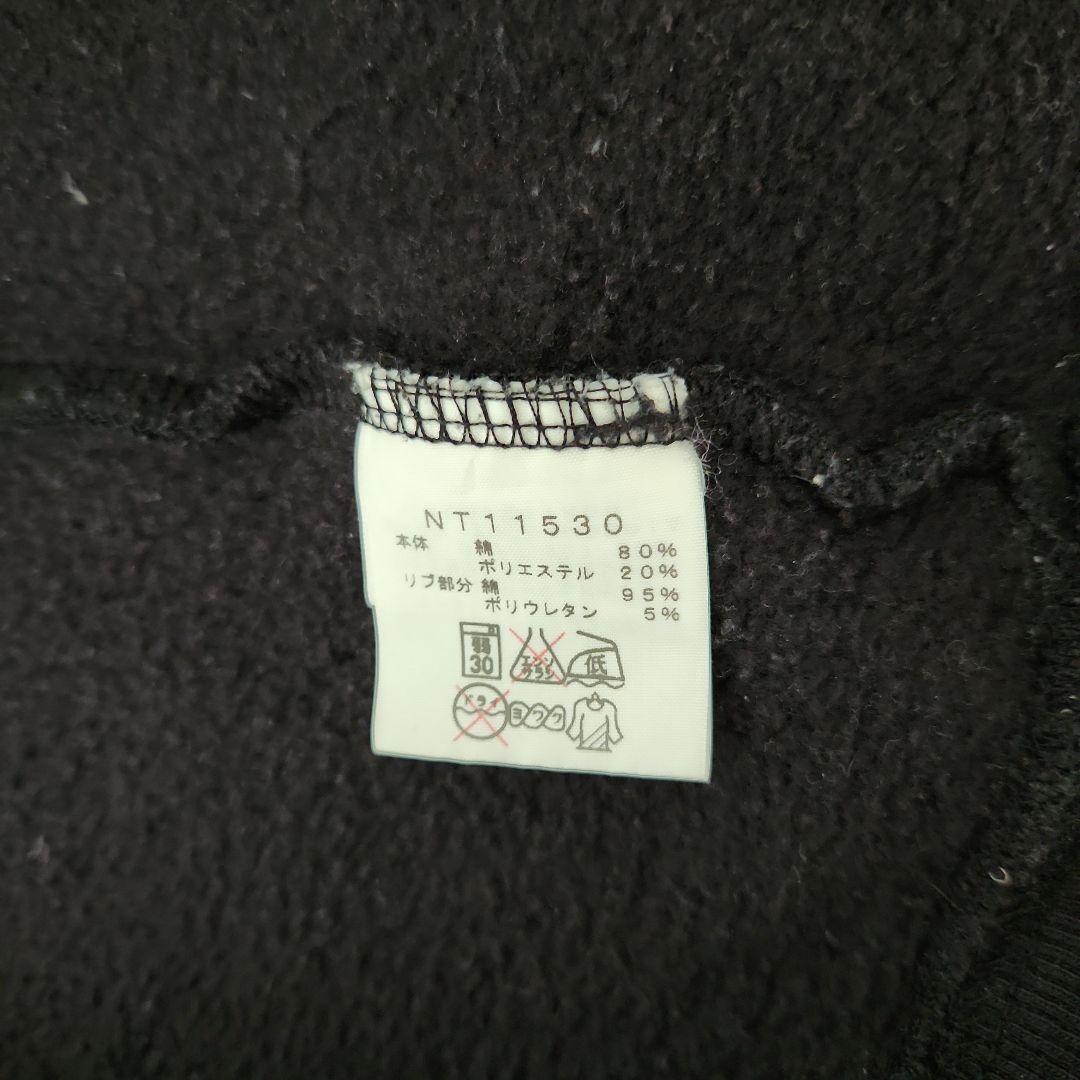 NT11530
本体 綿 80%
ポリエステル 20%
リブ部分 綿 95%
ポリウレタン 5%
弱 30 エンソサラシ 低
ドライ ヨワク